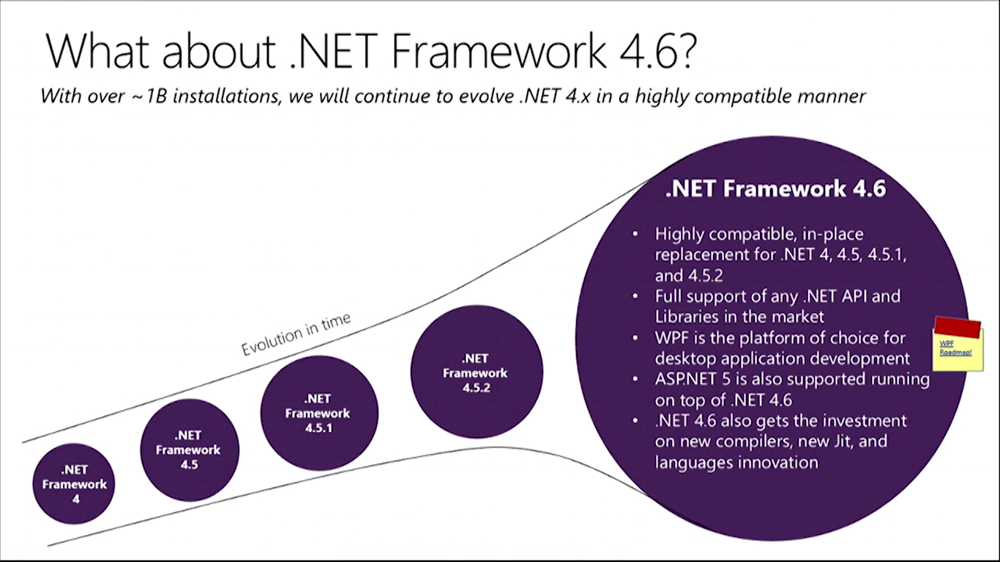 What about .NET Framework 4.6?
With over ~1B installations, we will continue to evolve .NET 4.x in a highly compatible manner
Evolution in time
.NET
Framework
4
.NET
Framework
4.5
.NET
Framework
4.5.1
.NET
Framework
4.5.2
.NET Framework 4.6
• Highly compatible, in-place
replacement for .NET 4, 4.5, 4.5.1,
and 4.5.2
• Full support of any .NET API and
Libraries in the market
• WPF is the platform of choice for
desktop application development
• ASP.NET 5 is also supported running
on top of .NET 4.6
• .NET 4.6 also gets the investment
on new compilers, new Jit, and
languages innovation
WPF
Roadmap!